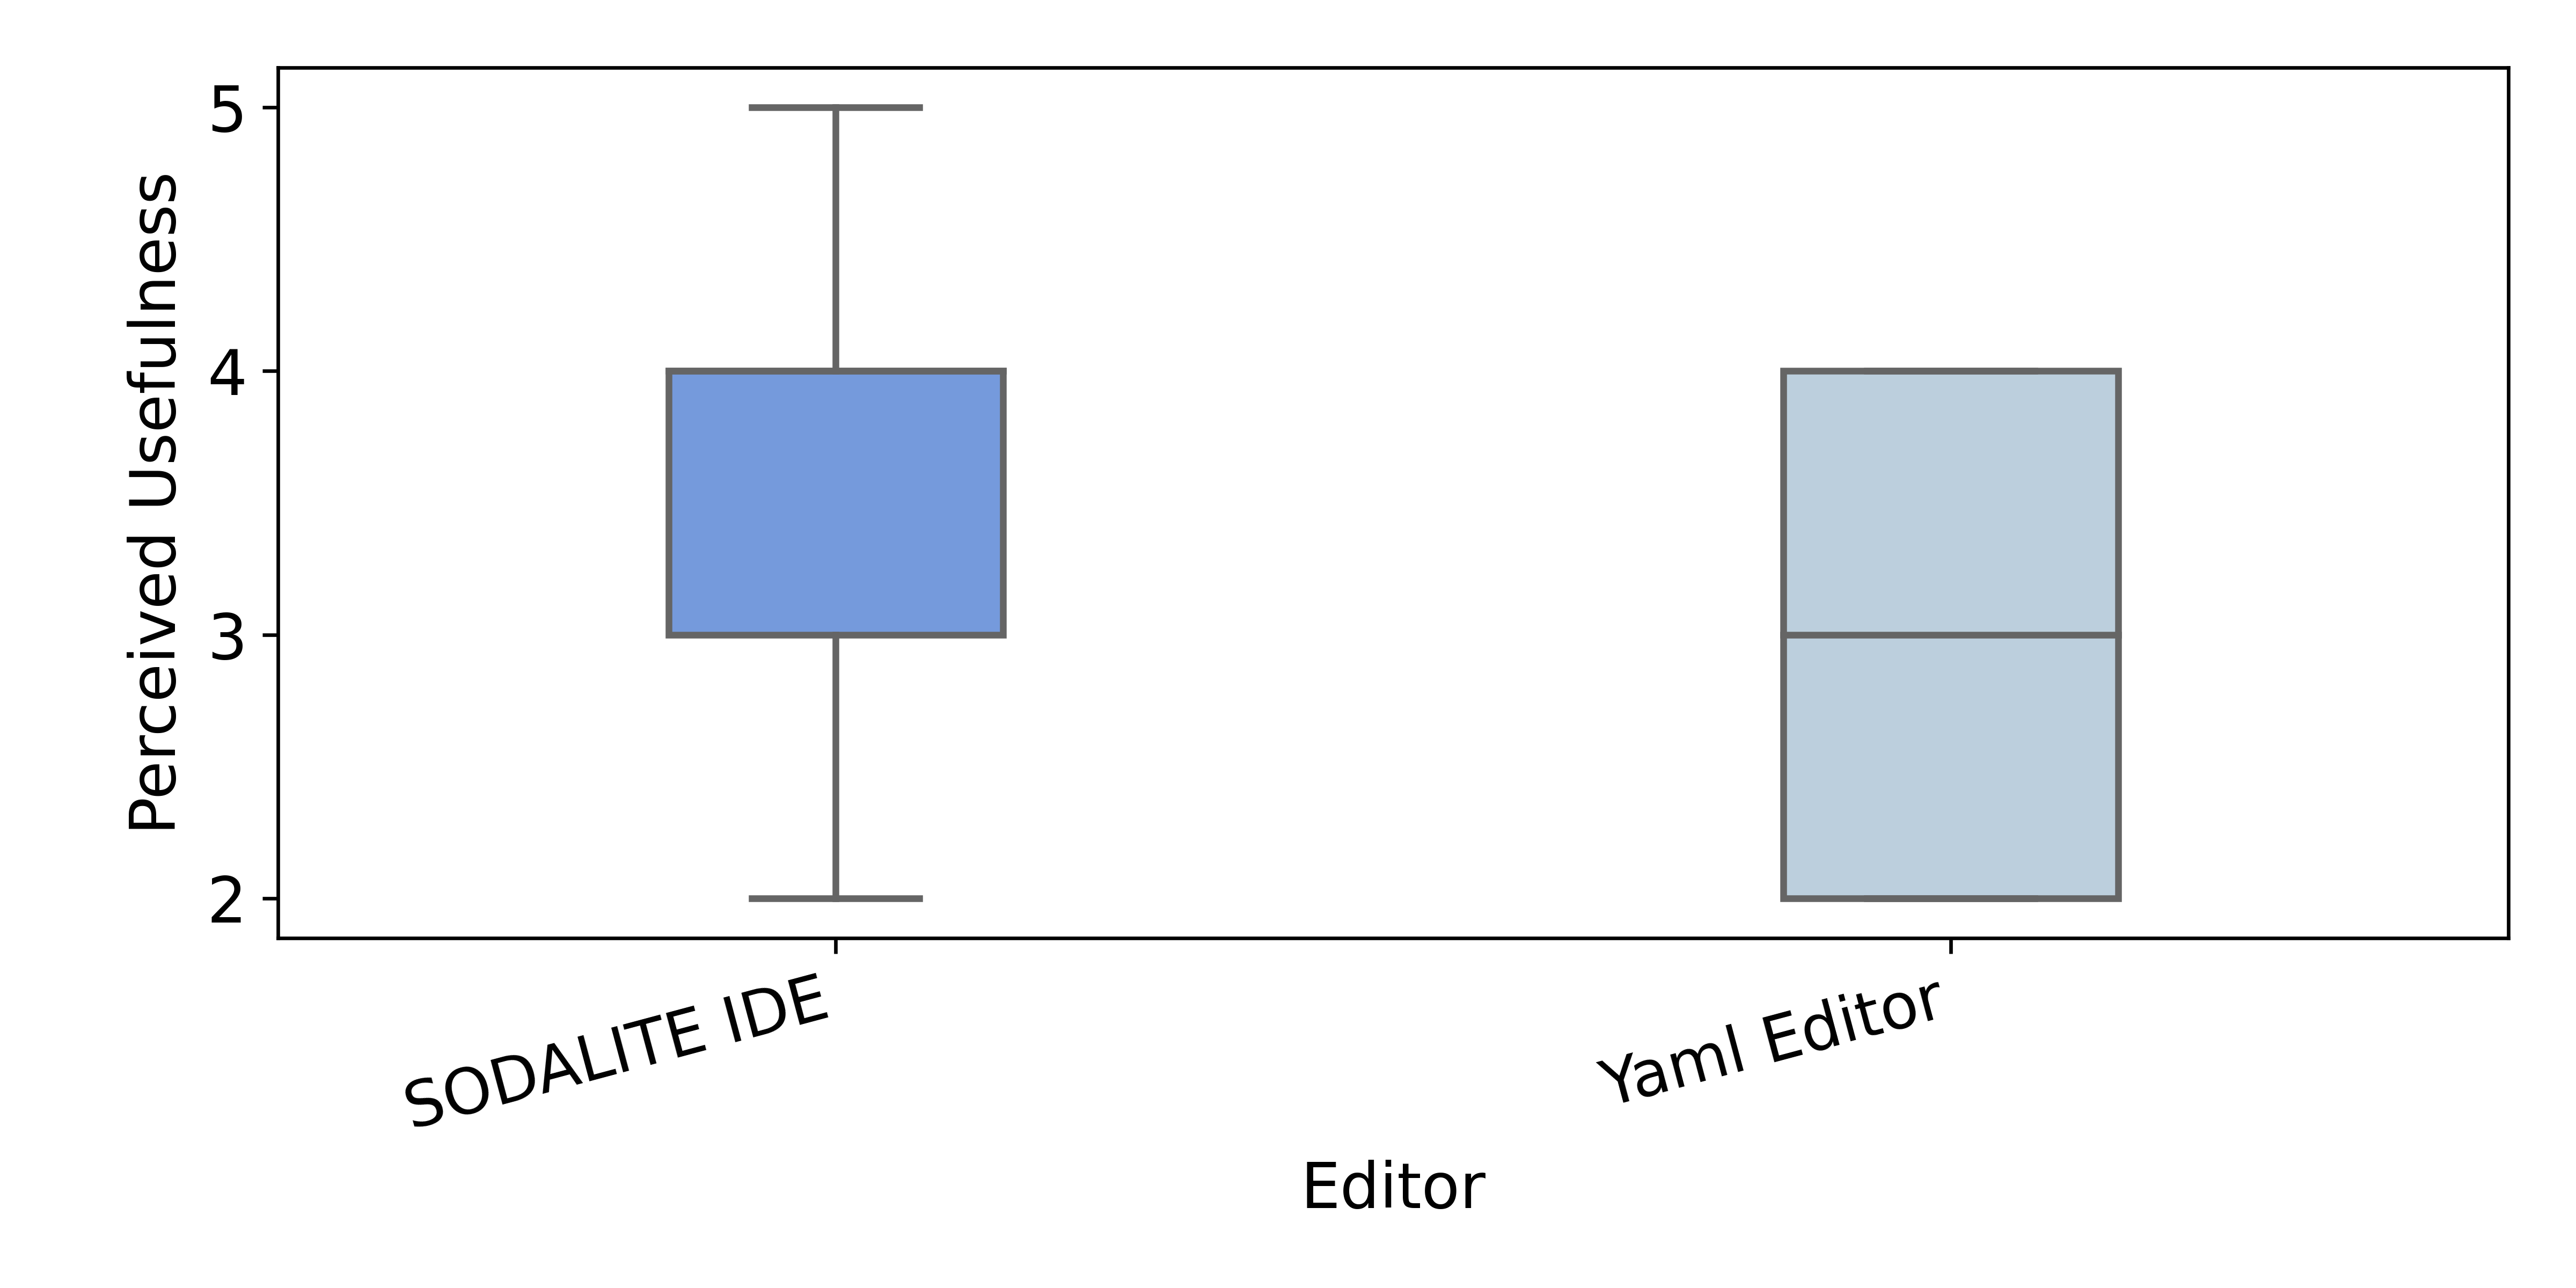 Perceived Usefulness
5
4
3
2
SODALITE IDE
Yaml Editor
Editor